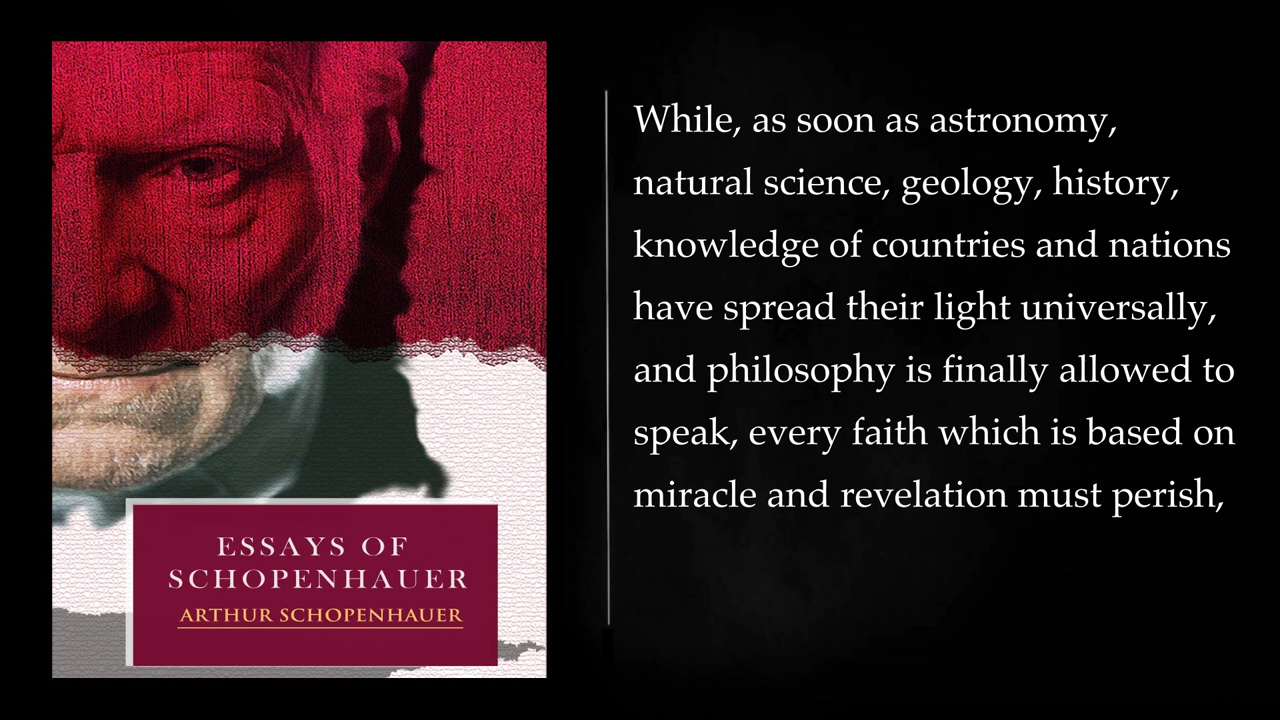 ESSAYS OF
SCHOPENHAUER
ARTHUR SCHOPENHAUER
While, as soon as astronomy,
natural science, geology, history,
knowledge of countries and nations
have spread their light universally,
and philosophy is finally allowed to
speak, every faith which is based on
miracle and revelation must perish,